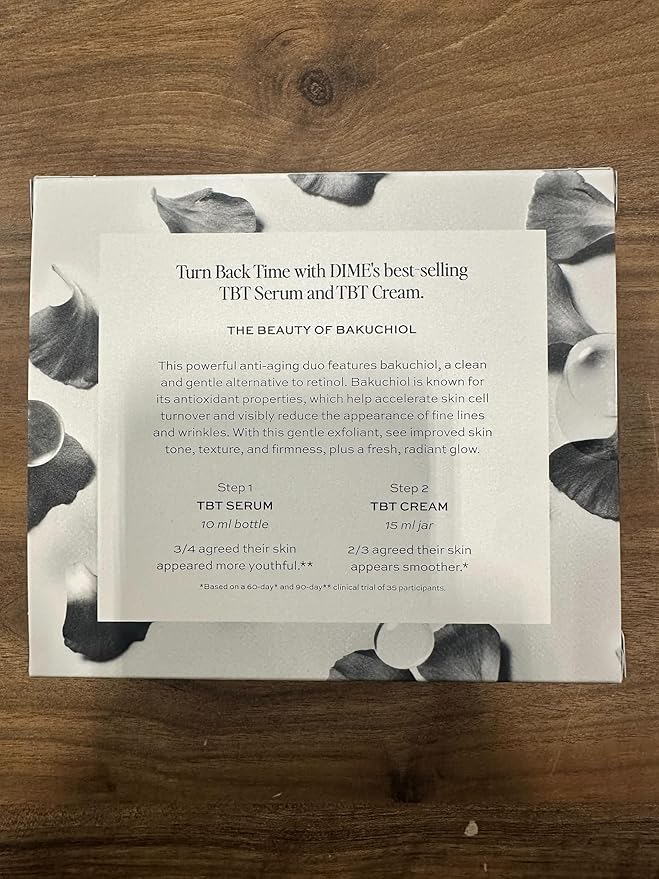 Turn Back Time with DIME's best-selling
TBT Serum and TBT Cream.
THE BEAUTY OF BAKUCHIOL
This powerful anti-aging duo features bakuchiol, a clean
and gentle alternative to retinol. Bakuchiol is known for
its antioxidant properties, which help accelerate skin cell
turnover and visibly reduce the appearance of fine lines
and wrinkles. With this gentle exfoliant, see improved skin
tone, texture, and firmness, plus a fresh, radiant glow.
Step 1
TBT SERUM
10 ml bottle
3/4 agreed their skin
appeared more youthful.**
Step 2
TBT CREAM
15 ml jar
2/3 agreed their skin
appears smoother.*
*Based on a 60-day* and 90-day** clinical trial of 35 participants.